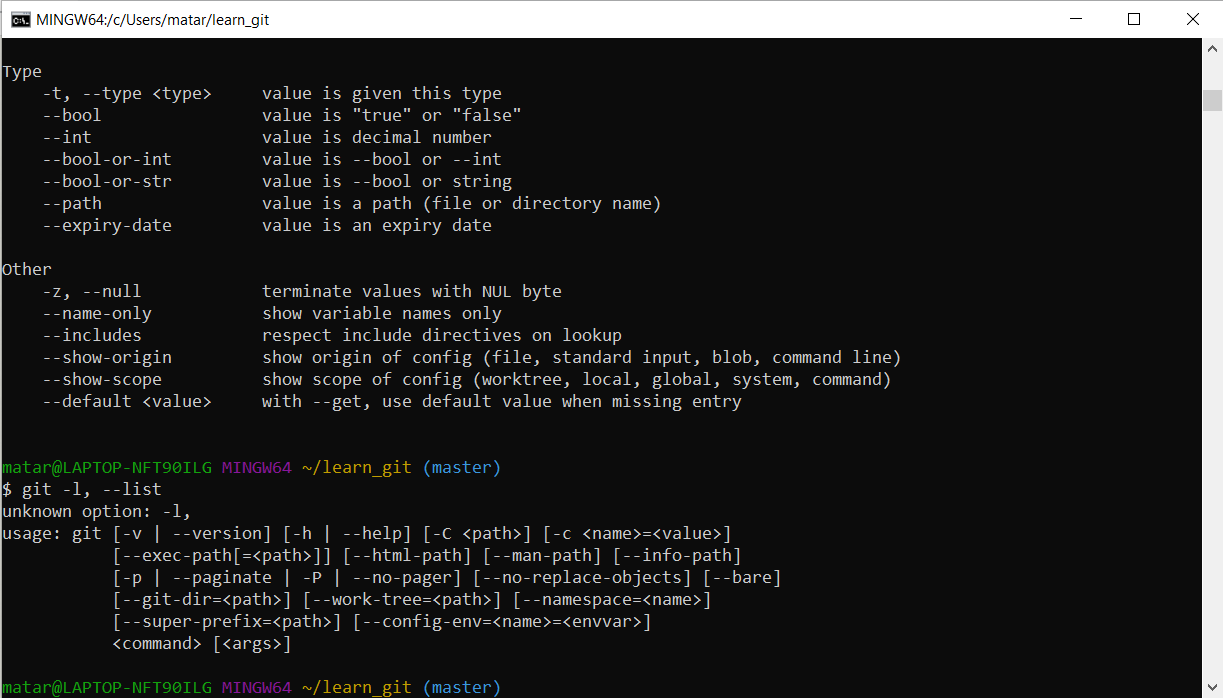 MINGW64:/c/Users/matar/learn_git
Type
    -t, --type <type>     value is given this type
    --bool                value is "true" or "false"
    --int                 value is decimal number
    --bool-or-int         value is --bool or --int
    --bool-or-str         value is --bool or string
    --path                value is a path (file or directory name)
    --expiry-date         value is an expiry date
Other
    -z, --null            terminate values with NUL byte
    --name-only           show variable names only
    --includes            respect include directives on lookup
    --show-origin         show origin of config (file, standard input, blob, command line)
    --show-scope          show scope of config (worktree, local, global, system, command)
    --default <value>     with --get, use default value when missing entry
matar@LAPTOP-NFT90ILG MINGW64 ~/learn_git (master)
$ git -l, --list
unknown option: -l,
usage: git [-v | --version] [-h | --help] [-C <path>] [-c <name>=<value>]
           [--exec-path[=<path>]] [--html-path] [--man-path] [--info-path]
           [-p | --paginate | -P | --no-pager] [--no-replace-objects] [--bare]
           [--git-dir=<path>] [--work-tree=<path>] [--namespace=<name>]
           [--super-prefix=<path>] [--config-env=<name>=<envvar>]
           <command> [<args>]
matar@LAPTOP-NFT90ILG MINGW64 ~/learn_git (master)